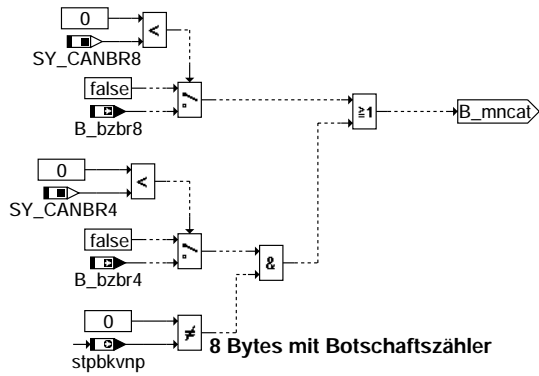 0
<
SY_CANBR8
false
B_bzbr8
≧1
B_mncat
0
<
SY_CANBR4
false
B_bzbr4
&
0
≠
stpbkvnp
8 Bytes mit Botschaftszähler